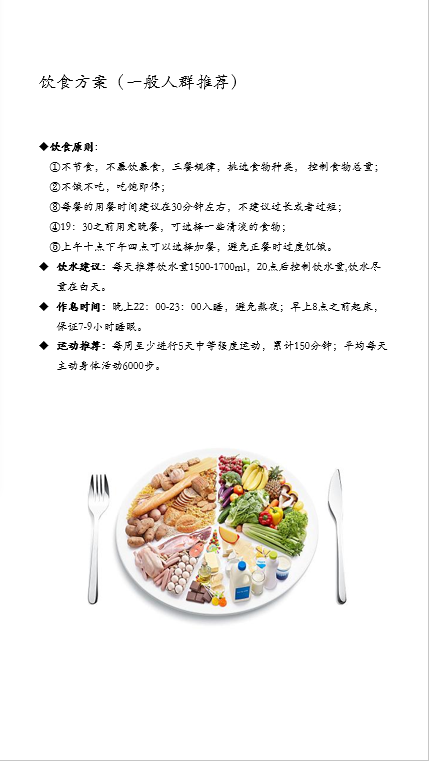 饮食方案（一般人群推荐）
◆饮食原则：
①不节食，不暴饮暴食，三餐规律，挑选食物种类，控制食物总量；
②不饿不吃，吃饱即停；
③每餐的用餐时间建议在30分钟左右，不建议过长或者过短；
④19：30之前用完晚餐，可选择一些清淡的食物；
⑤上午十点下午四点可以选择加餐，避免正餐时过度饥饿。
◆ 饮水建议：每天推荐饮水量1500-1700ml，20点后控制饮水量,饮水尽
量在白天。
◆ 作息时间：晚上22：00-23：00入睡，避免熬夜；早上8点之前起床，
保证7-9小时睡眠。
◆ 运动推荐：每周至少进行5天中等强度运动，累计150分钟；平均每天
主动身体活动6000步。